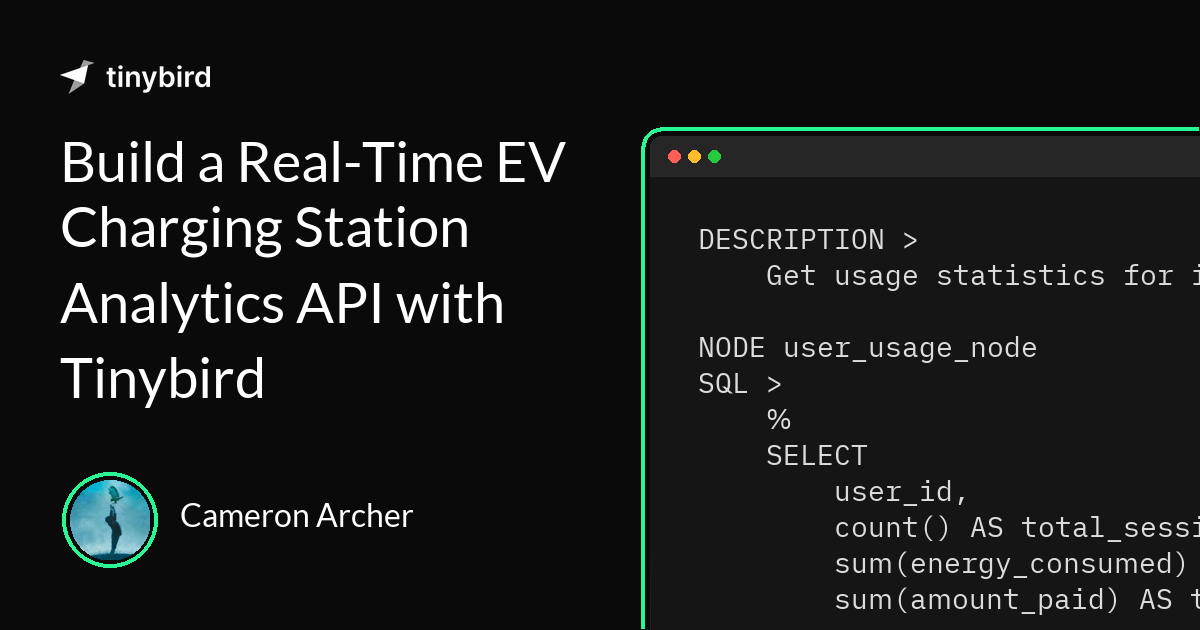 tinybird
Build a Real-Time EV
Charging Station
Analytics API with
Tinybird
Cameron Archer
DESCRIPTION >
Get usage statistics for
NODE user_usage_node
SQL >
%
SELECT
user_id,
count() AS
sum(energy_consumed)
sum(amount_paid) AS